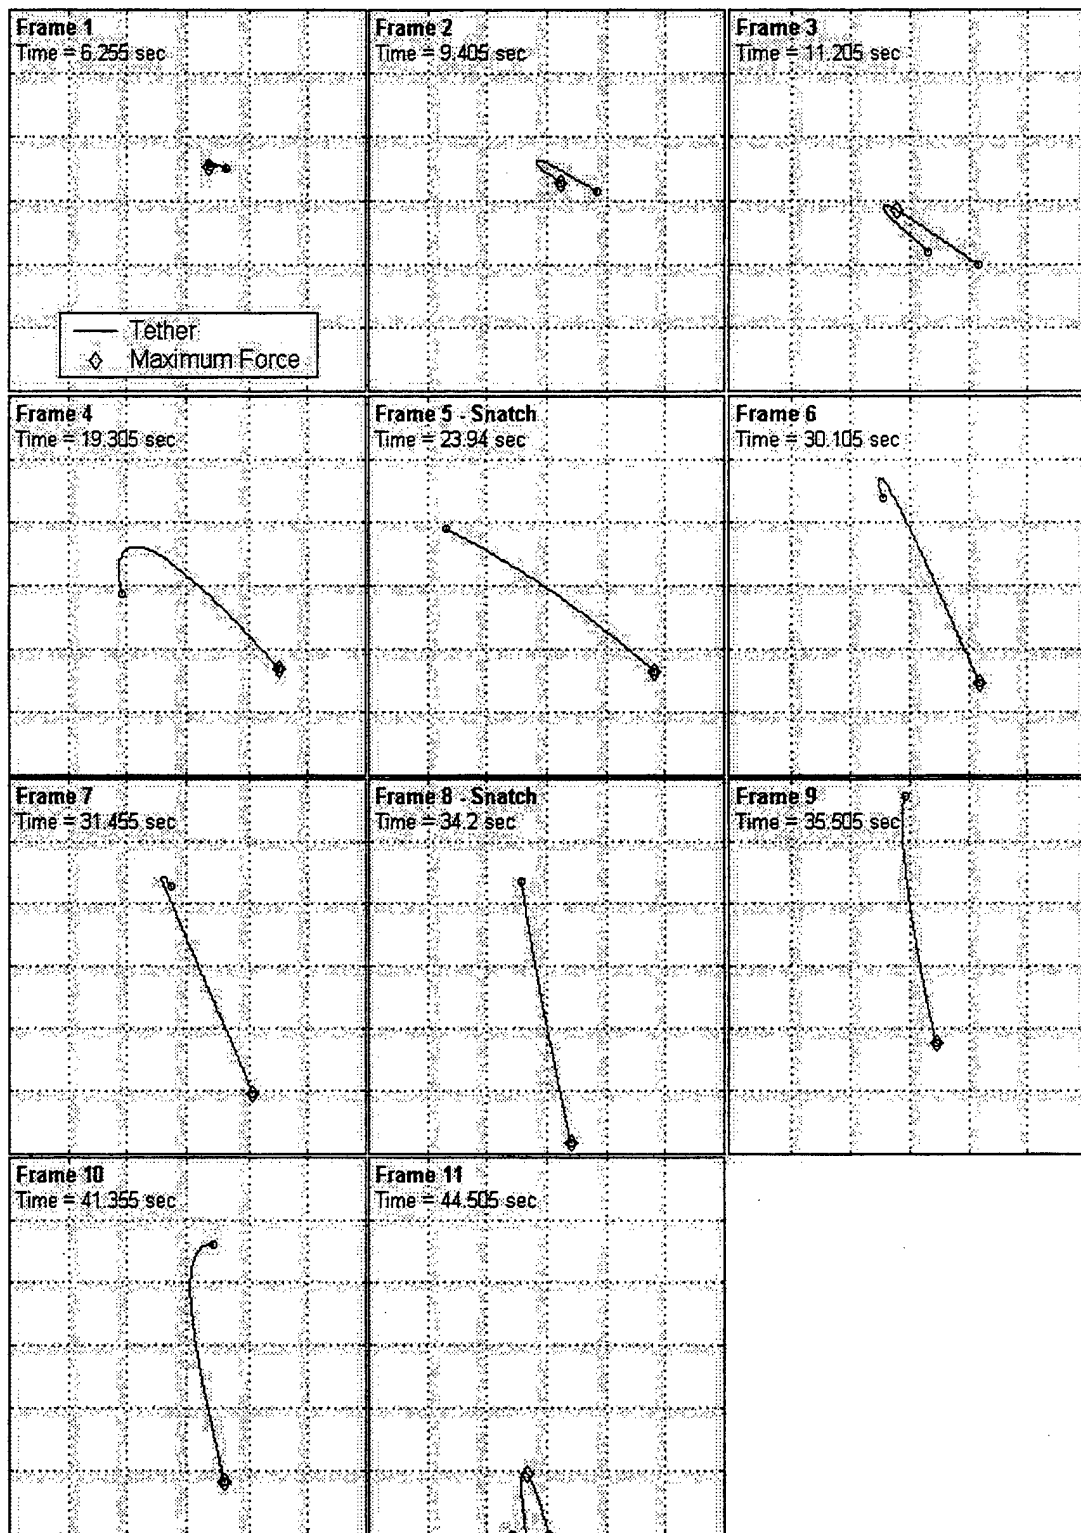 Frame 1
Time = 6.255 sec
Frame 2
Time = 9.405 sec
Frame 3
Time = 11.205 sec
Tether
Maximum Force
Frame 4
Time = 19.305 sec
Frame 5 - Snatch
Time = 23.94 sec
Frame 6
Time = 30.105 sec
Frame 7
Time = 31.455 sec
Frame 8 - Snatch
Time = 34.2 sec
Frame 9
Time = 35.505 sec
Frame 10
Time = 41.355 sec
Frame 11
Time = 44.505 sec